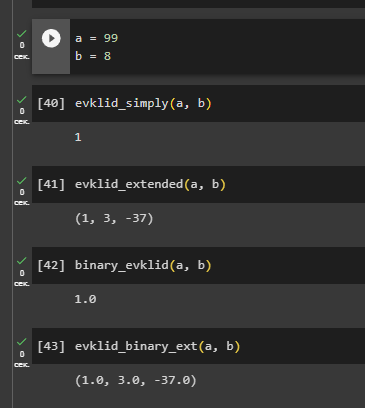 a = 99
0
b = 8
сек.
[40] evklid_simply(a, b)
0
сек.
1
[41] evklid_extended(a, b)
0
сек.
(1, 3, -37)
[42] binary_evklid(a, b)
0
сек.
1.0
[43] evklid_binary_ext(a, b)
0
сек.
(1.0, 3.0, -37.0)